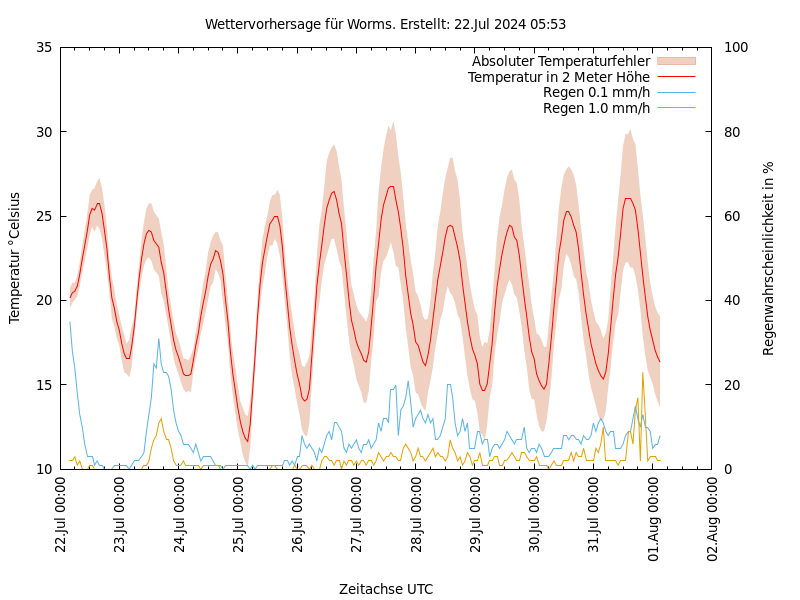 Wettervorhersage für Worms. Erstellt: 22.Jul 2024 05:53
35
30
25
20
15
10
100
80
60
40
20
0
Absoluter Temperaturfehler
Temperatur in 2 Meter Höhe
Regen 0.1 mm/h
Regen 1.0 mm/h
Temperatur °Celsius
Regenwahrscheinlichkeit in %
22.Jul 00:00
23.Jul 00:00
24.Jul 00:00
25.Jul 00:00
26.Jul 00:00
27.Jul 00:00
28.Jul 00:00
29.Jul 00:00
30.Jul 00:00
31.Jul 00:00
01.Aug 00:00
02.Aug 00:00
Zeitachse UTC